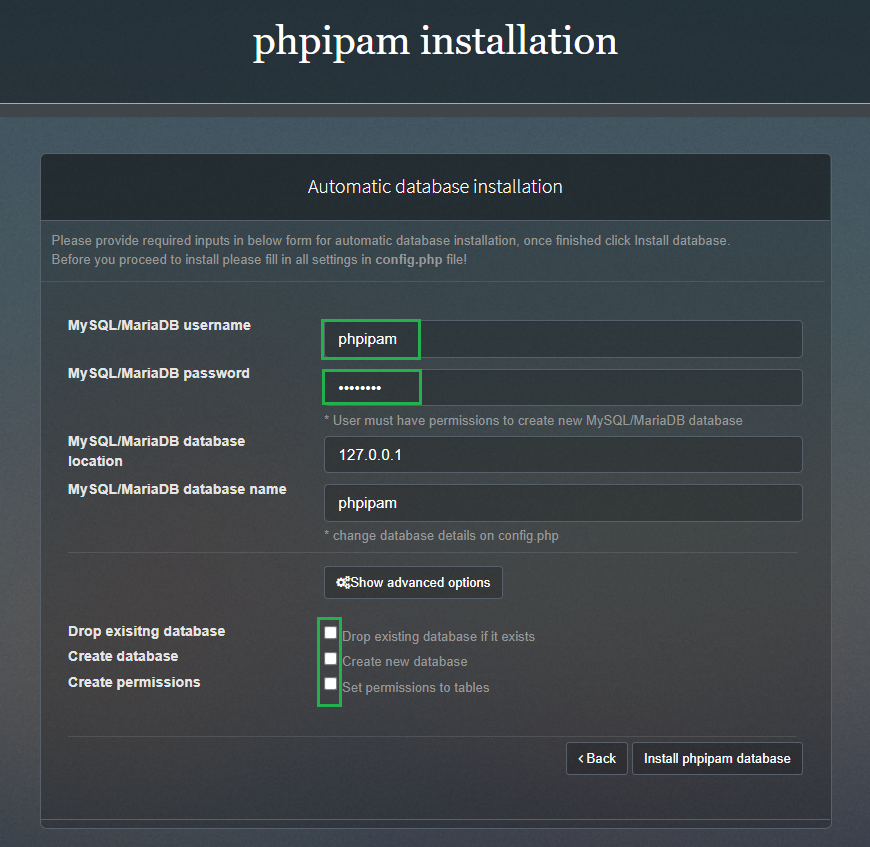 phpipam installation
Automatic database installation
Please provide required inputs in below form for automatic database installation, once finished click Install database.
Before you proceed to install please fill in all settings in config.php file!
MySQL/MariaDB username
phpipam
MySQL/MariaDB password
••••••••
* User must have permissions to create new MySQL/MariaDB database
MySQL/MariaDB database
location
127.0.0.1
MySQL/MariaDB database name
phpipam
* change database details on config.php
Show advanced options
Drop exisitng database
Drop existing database if it exists
Create database
Create new database
Create permissions
Set permissions to tables
Back
Install phpipam database